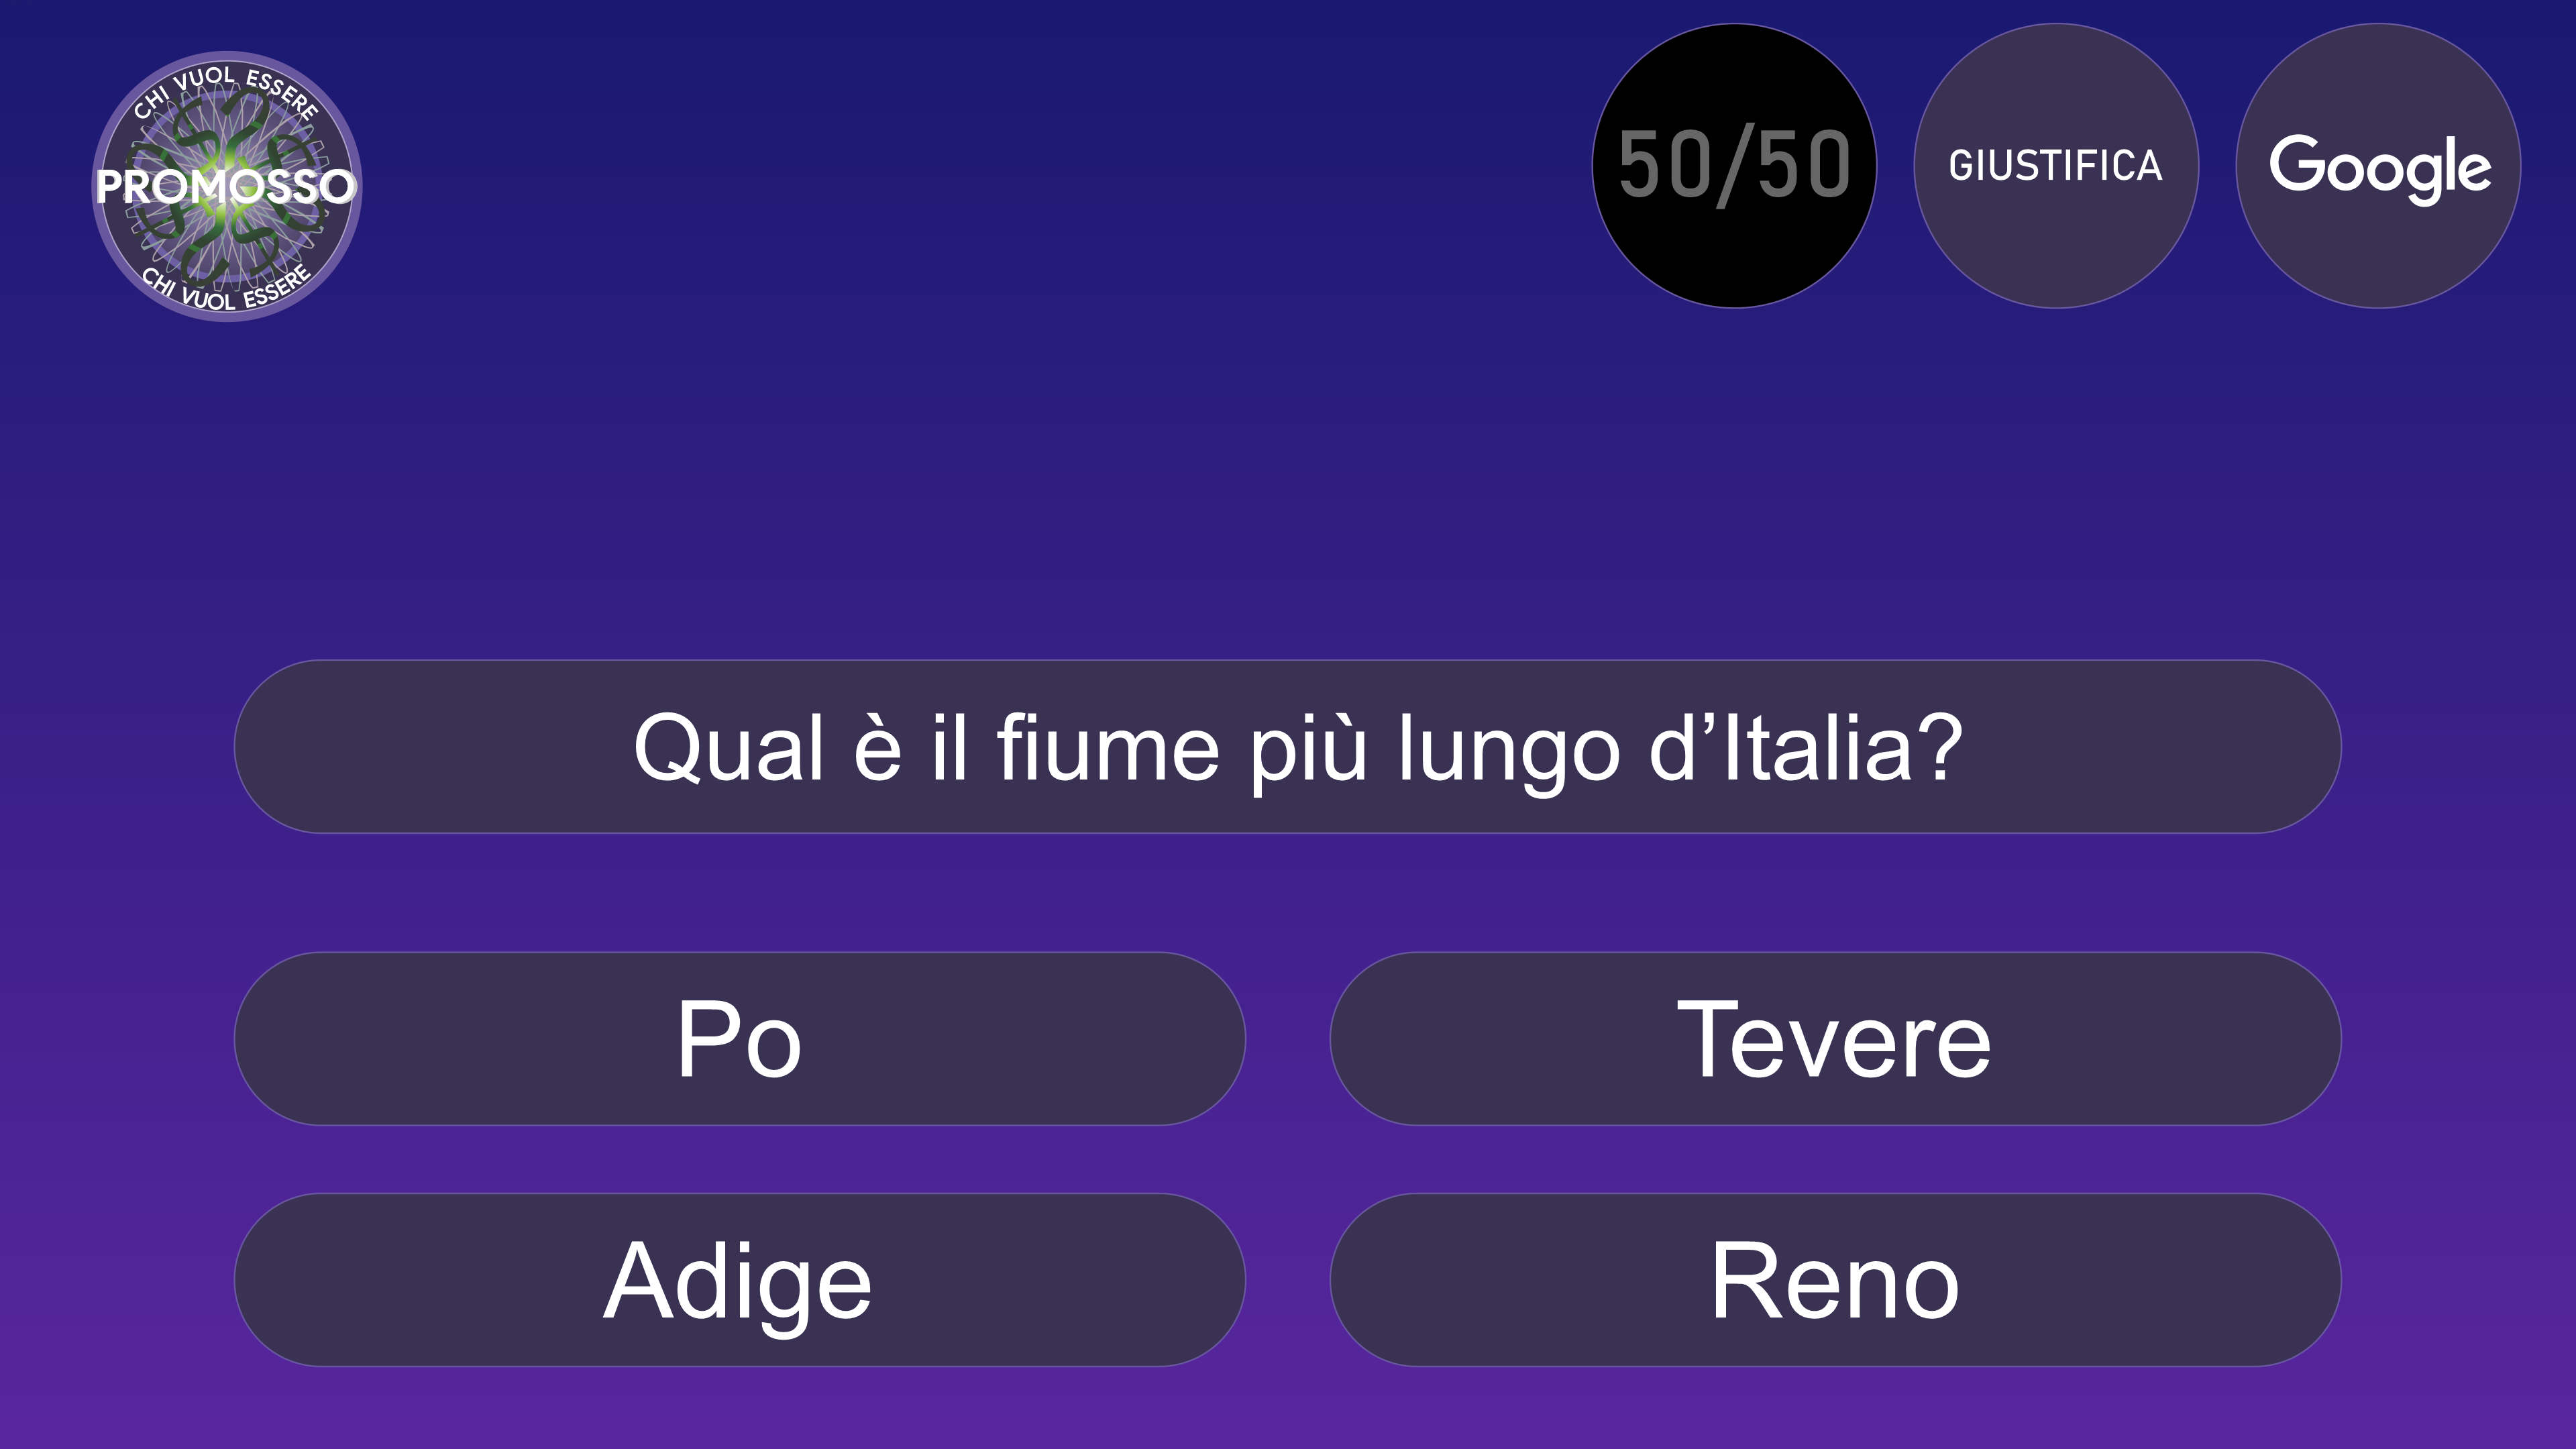 CHI VUOL ESSERE
PROMOSSO
CHI VUOL ESSERE
50/50
GIUSTIFICA
Google
Qual è il fiume più lungo d’Italia?
Po
Tevere
Adige
Reno